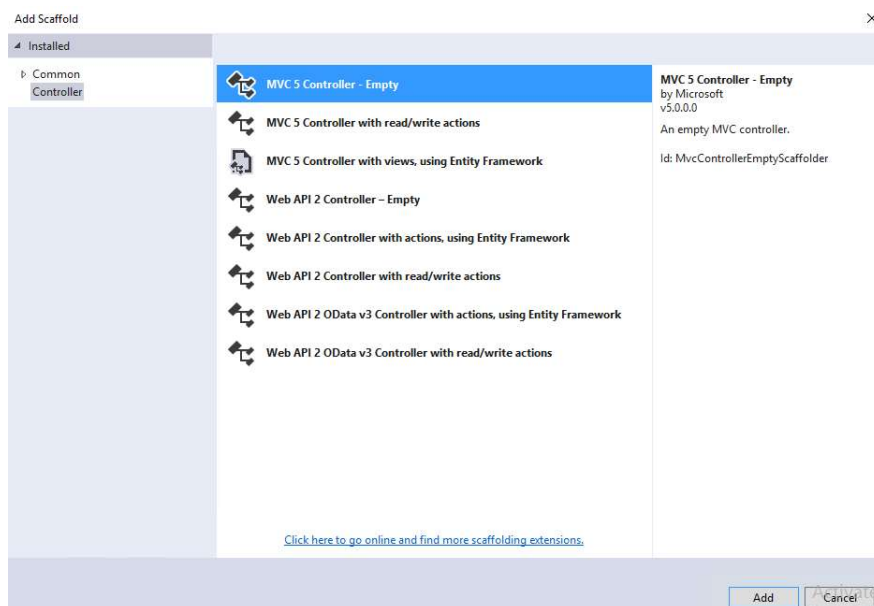 Add Scaffold
Installed
Common
Controller
MVC 5 Controller - Empty
MVC 5 Controller with read/write actions
MVC 5 Controller with views, using Entity Framework
Web API 2 Controller – Empty
Web API 2 Controller with actions, using Entity Framework
Web API 2 Controller with read/write actions
Web API 2 OData v3 Controller with actions, using Entity Framework
Web API 2 OData v3 Controller with read/write actions
Click here to go online and find more scaffolding extensions.
MVC 5 Controller - Empty
by Microsoft
v5.0.0.0
An empty MVC controller.
Id: MvcControllerEmptyScaffolder
Add
Cancel
Activate